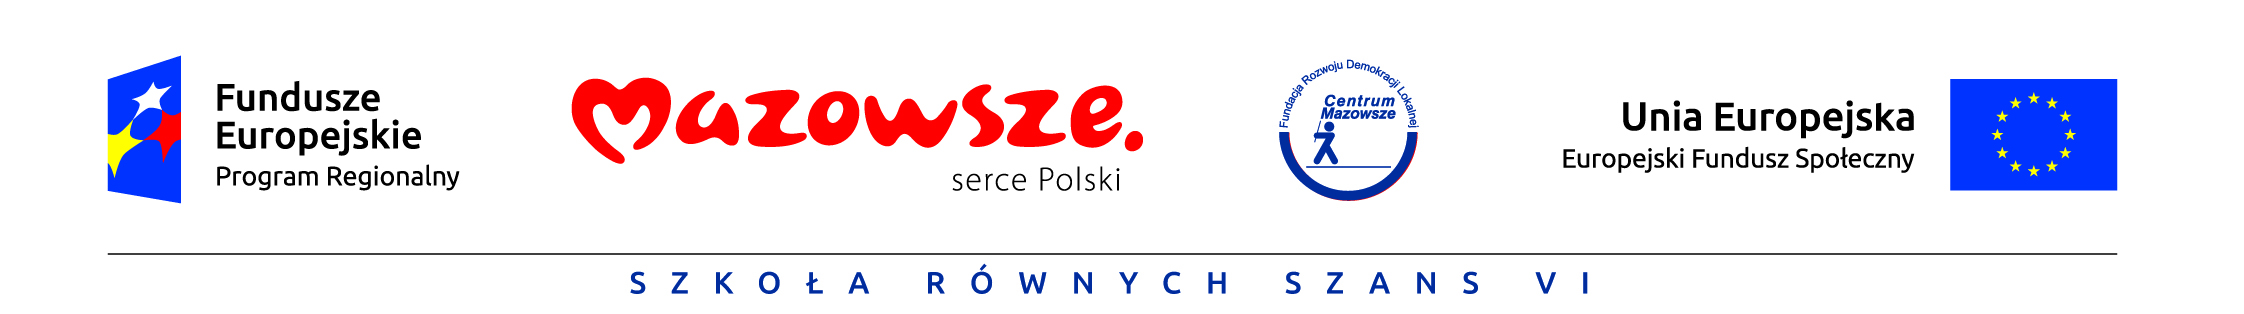 Fundusze
Europejskie
Program Regionalny
Mazowsze.
serce Polski
Fundacja Rozwoju Demokracji Lokalnej
Centrum
Mazowsze
Unia Europejska
Europejski Fundusz Społeczny
SZKOŁA RÓWNYCH SZANS VI